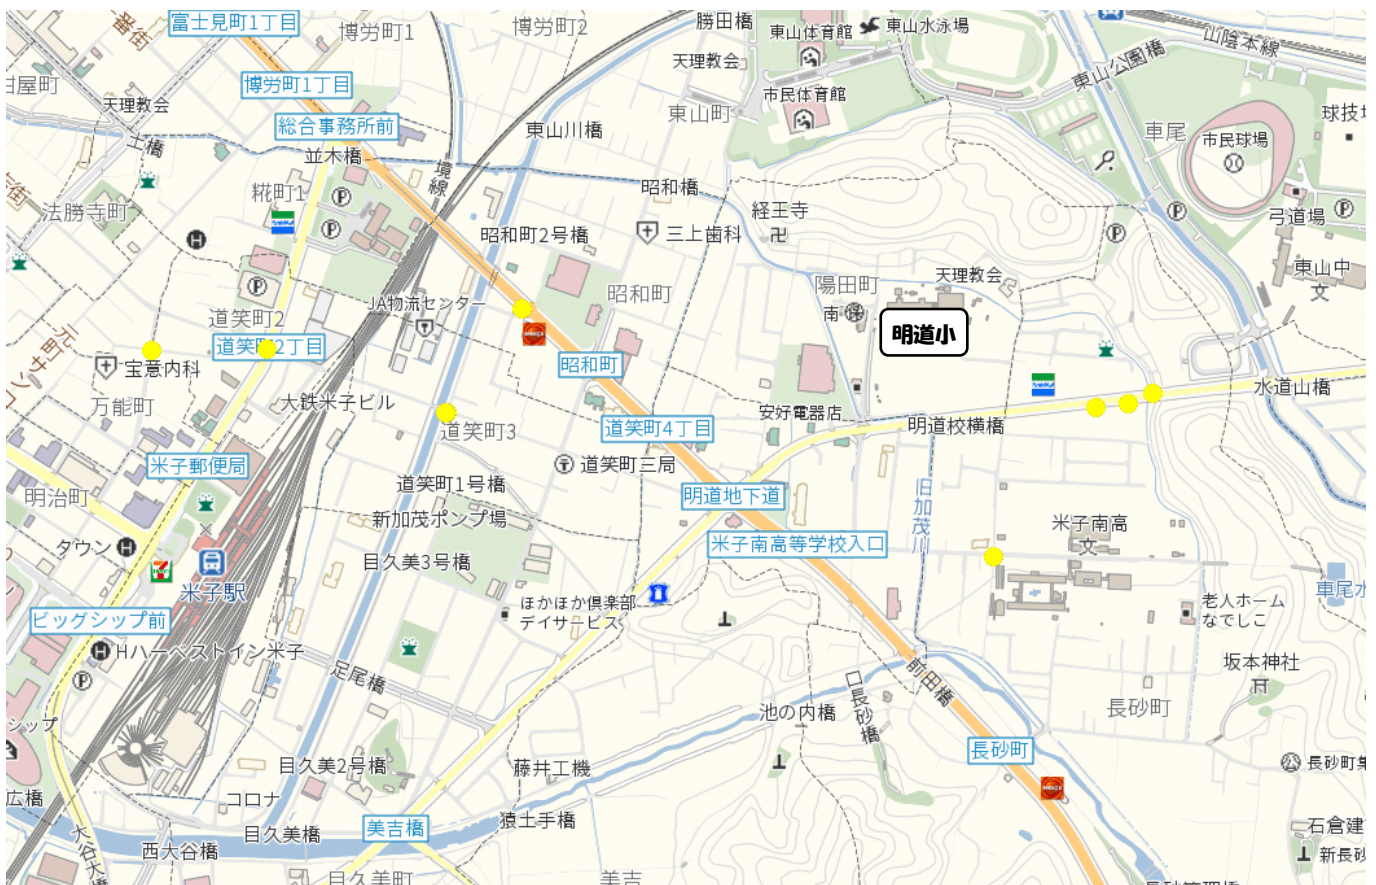 富士見町1丁目
博労町1
博労町2
勝田橋
東山体育館
東山水泳場
山陰本線
番街
天理教会
東山公園橋
博労町1丁目
市民体育館
天理教会
東山町
総合事務所前
東山川橋
車尾
市民球場
土橋
並木橋
境線
昭和橋
糀町1
法勝寺町
経王寺
弓道場
昭和町2号橋
三上歯科
東山中
文
陽田町
天理教会
昭和町
JA物流センター
南
明道小
道笑町2
道笑町2丁目
宝意内科
昭和町
水道山橋
万能町
大鉄米子ビル
安好電器店
道笑町3
道笑町4丁目
明道校横橋
米子郵便局
道笑町三局
明治町
道笑町1号橋
明道地下道
旧加茂川
新加茂ポンプ場
米子南高
文
タウン
米子南高等学校入口
目久美3号橋
米子駅
ほかほか倶楽部
デイサービス
老人ホーム
なでしこ
ビッグシップ前
Hハーベストイン米子
足尾橋
坂本神社
前田橋
口長砂橋
池の内橋
長砂町
シップ
長砂町
目久美2号橋
藤井工機
広橋
コロナ
目久美橋
美吉橋
猿土手橋
西大谷橋
大谷大橋
目久美町
美吉
石倉建
新長砂